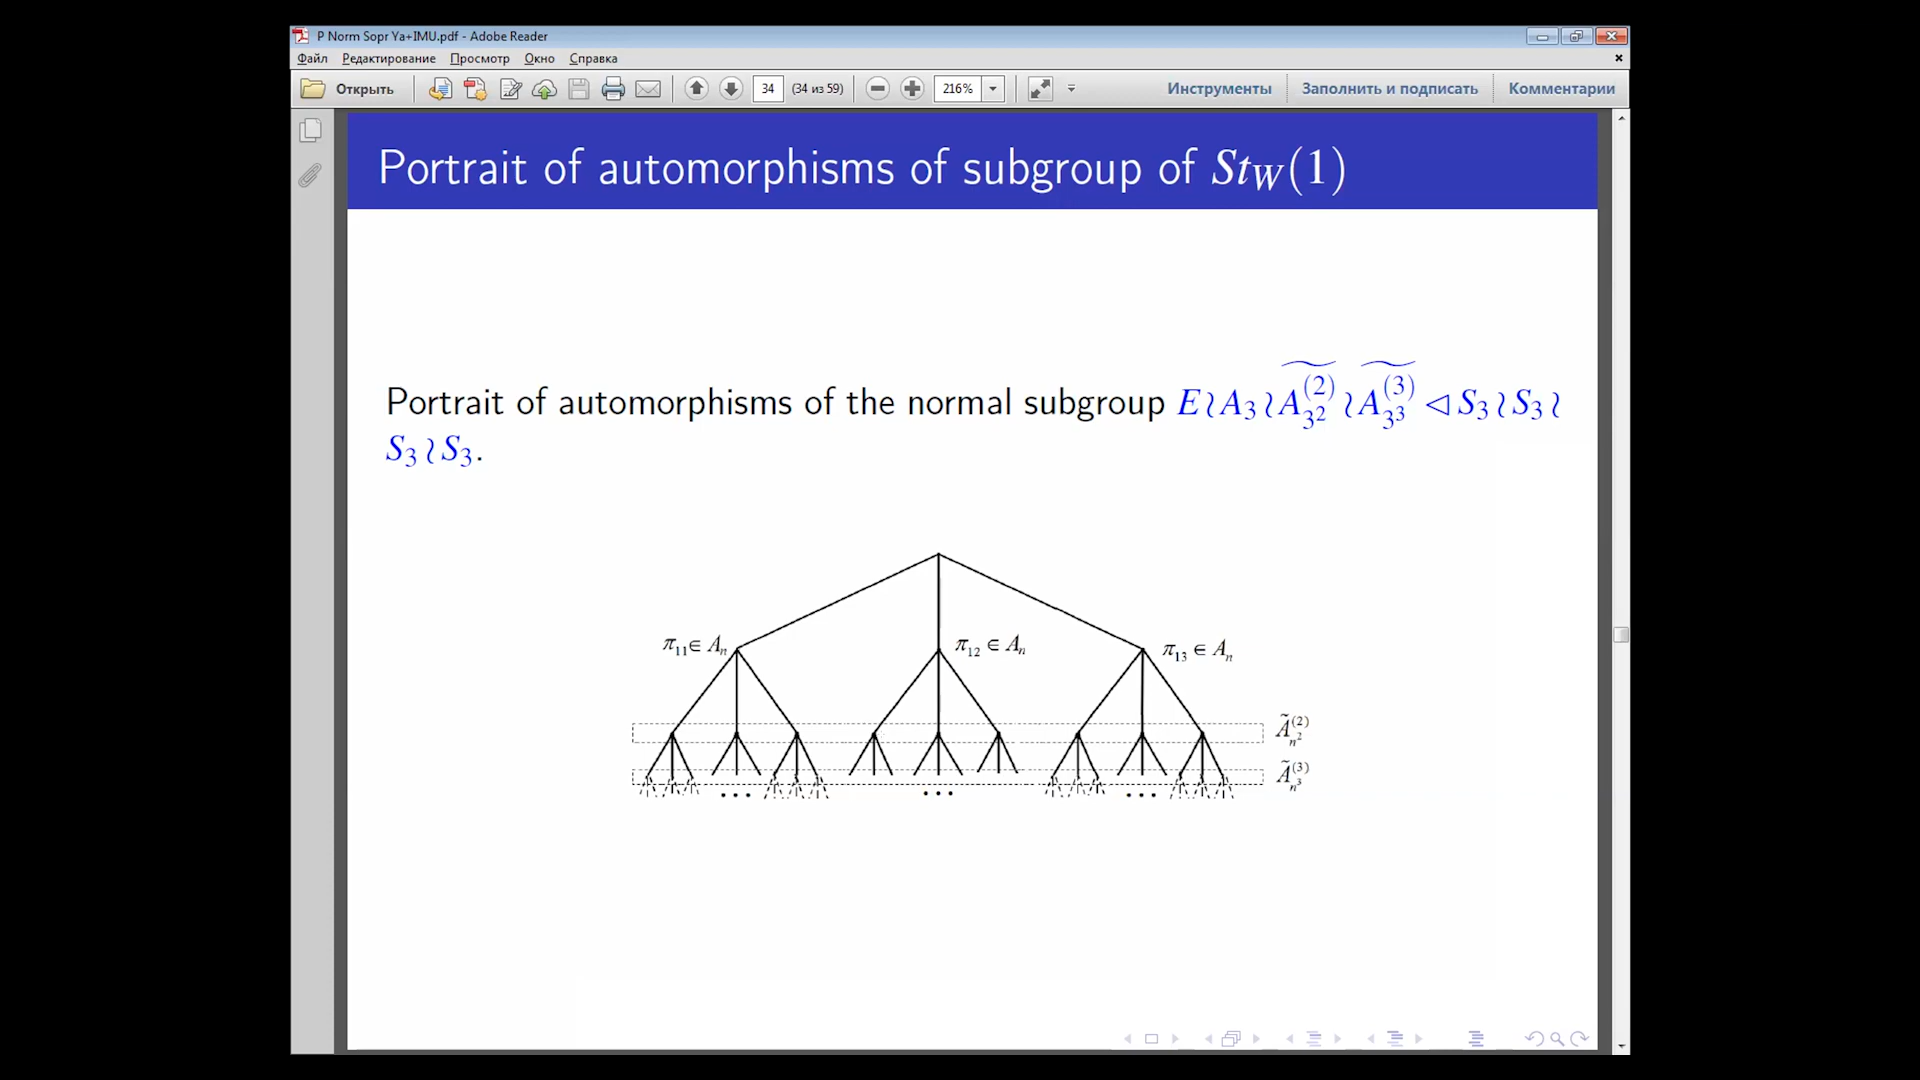 P Norm Sopr Ya+IMU.pdf - Adobe Reader
Файл Редактирование Просмотр Окно Справка
Открыть 34 (34 из 59) 216% Инструменты Заполнить и подписать Комментарии
Portrait of automorphisms of subgroup of St_W(1)
Portrait of automorphisms of the normal subgroup E ≀ A_3 ≀ \widetilde{A_{3^2}^{(2)}} ≀ \widetilde{A_{3^3}^{(3)}} ◁ S_3 ≀ S_3 ≀
S_3 ≀ S_3.
π_{11} ∈ A_n π_{12} ∈ A_n π_{13} ∈ A_n
\tilde{A}_{n^2}^{(2)}
\tilde{A}_{n^3}^{(3)}
... ... ...